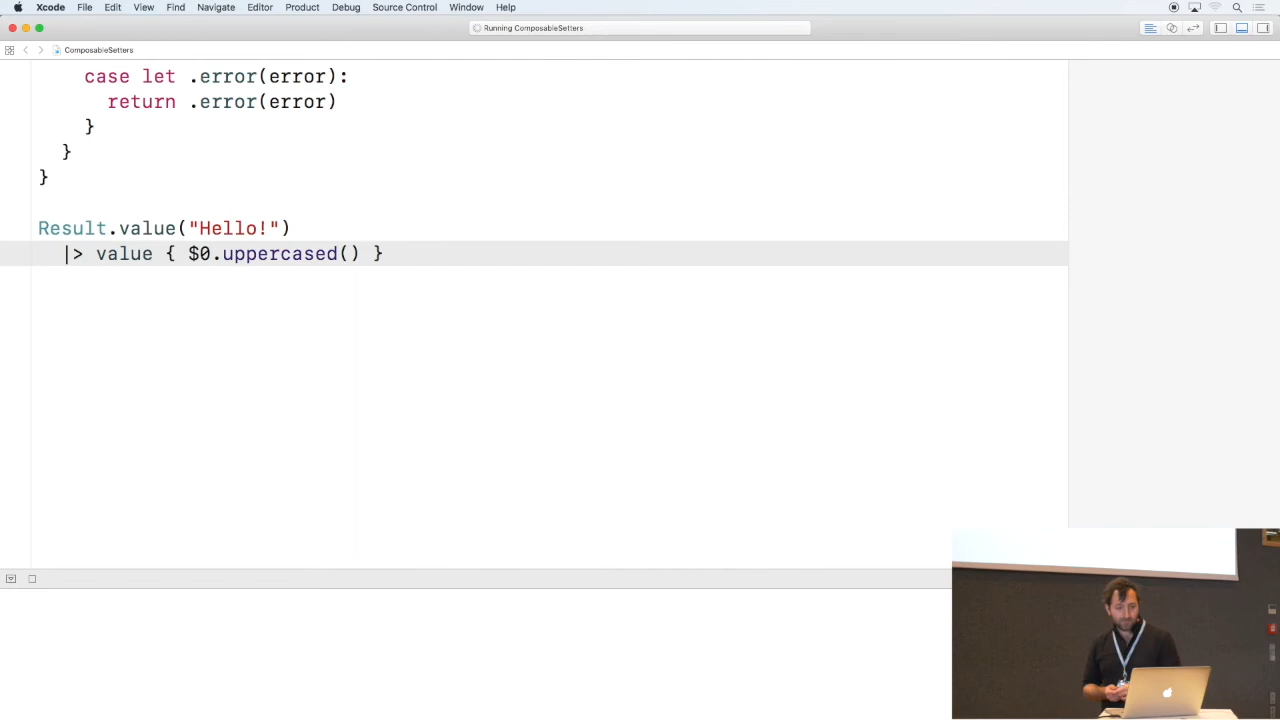 Xcode File Edit View Find Navigate Editor Product Debug Source Control Window Help
Running ComposableSetters
ComposableSetters
case let .error(error):
return .error(error)
}
}
}
Result.value("Hello!")
|> value { $0.uppercased() }